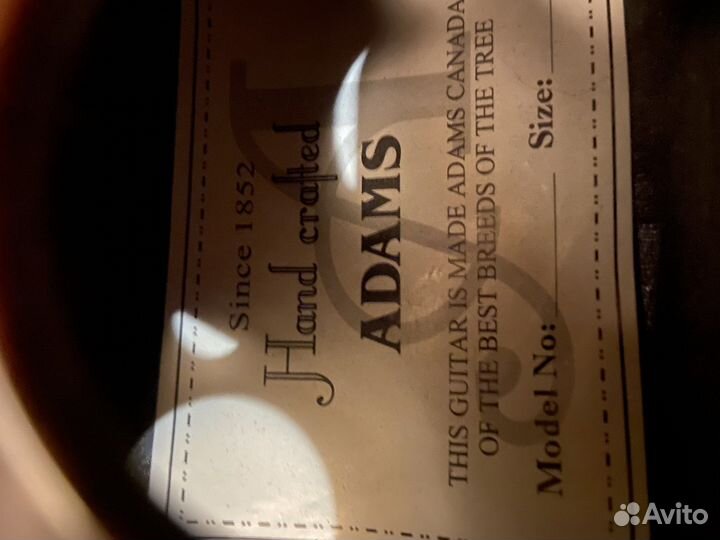 Since 1852
Hand crafted
ADAMS
THIS GUITAR IS MADE ADAMS CANADA
OF THE BEST BREEDS OF THE TREE
Model No: Size:
Avito